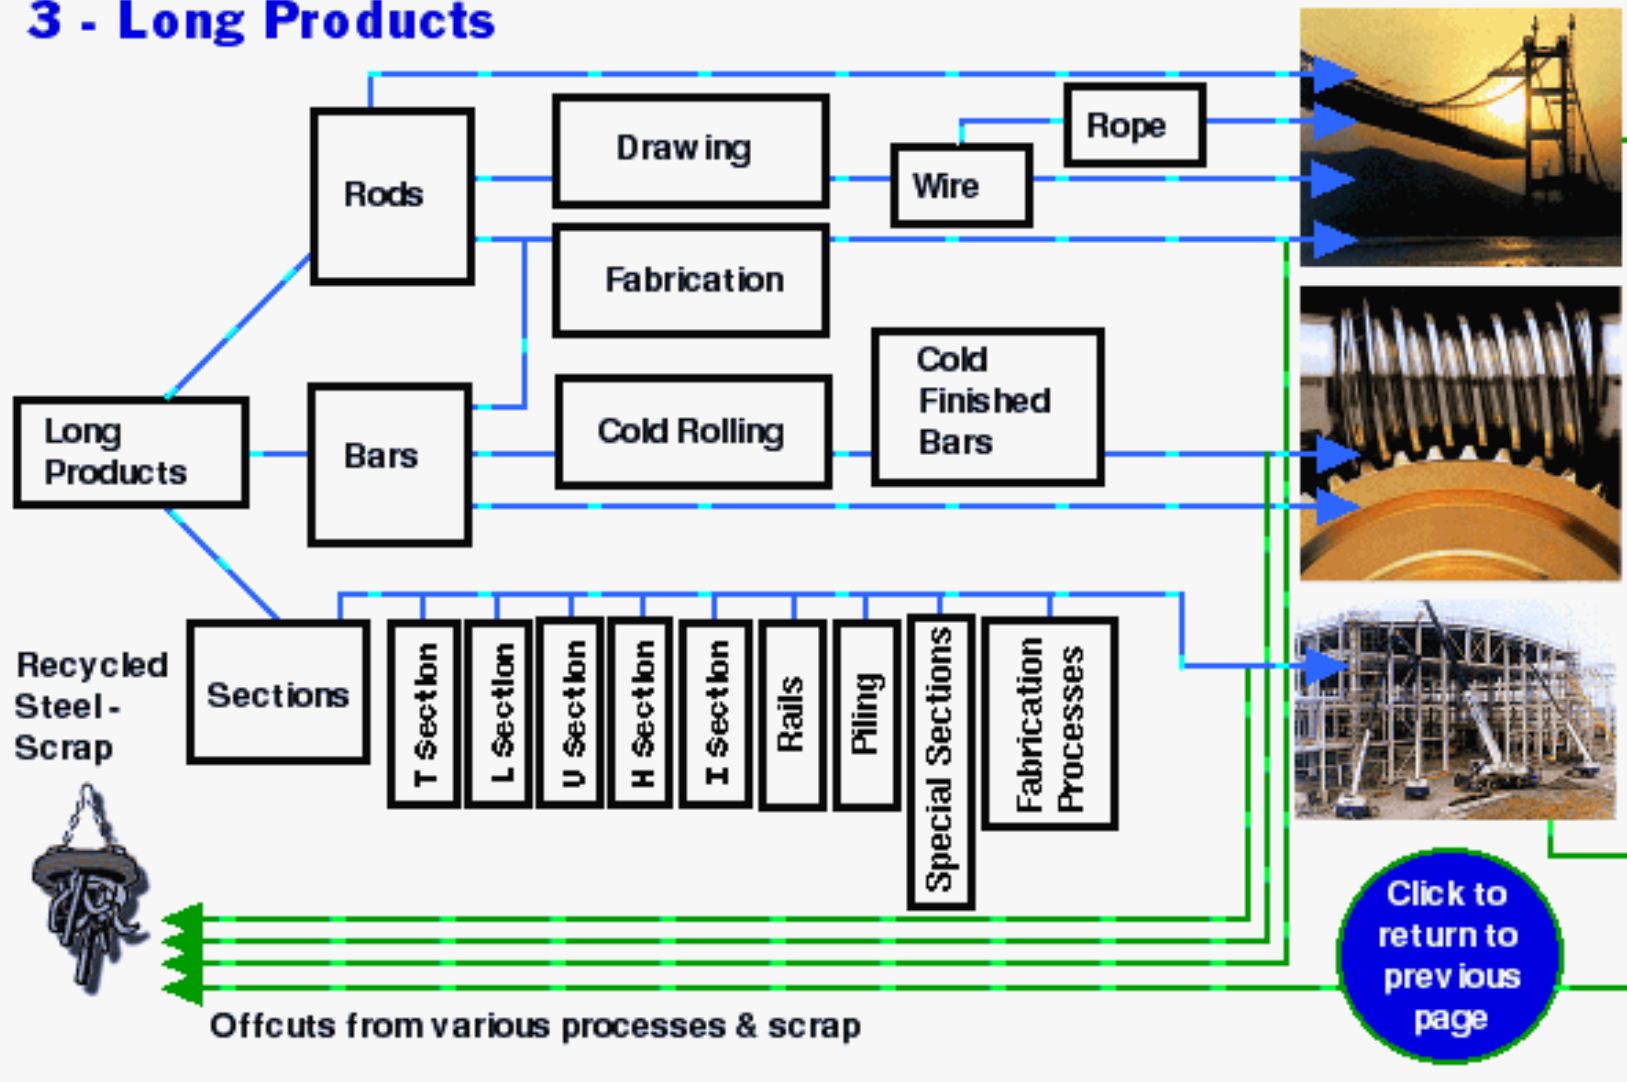 3 - Long Products
Rope
Drawing
Wire
Rods
Fabrication
Cold
Finished
Bars
Cold Rolling
Long
Products
Bars
Recycled
Steel -
Scrap
Sections
T section
L section
U section
H section
I section
Rails
Piling
Special Sections
Fabrication
Processes
Click to
return to
previous
page
Offcuts from various processes & scrap